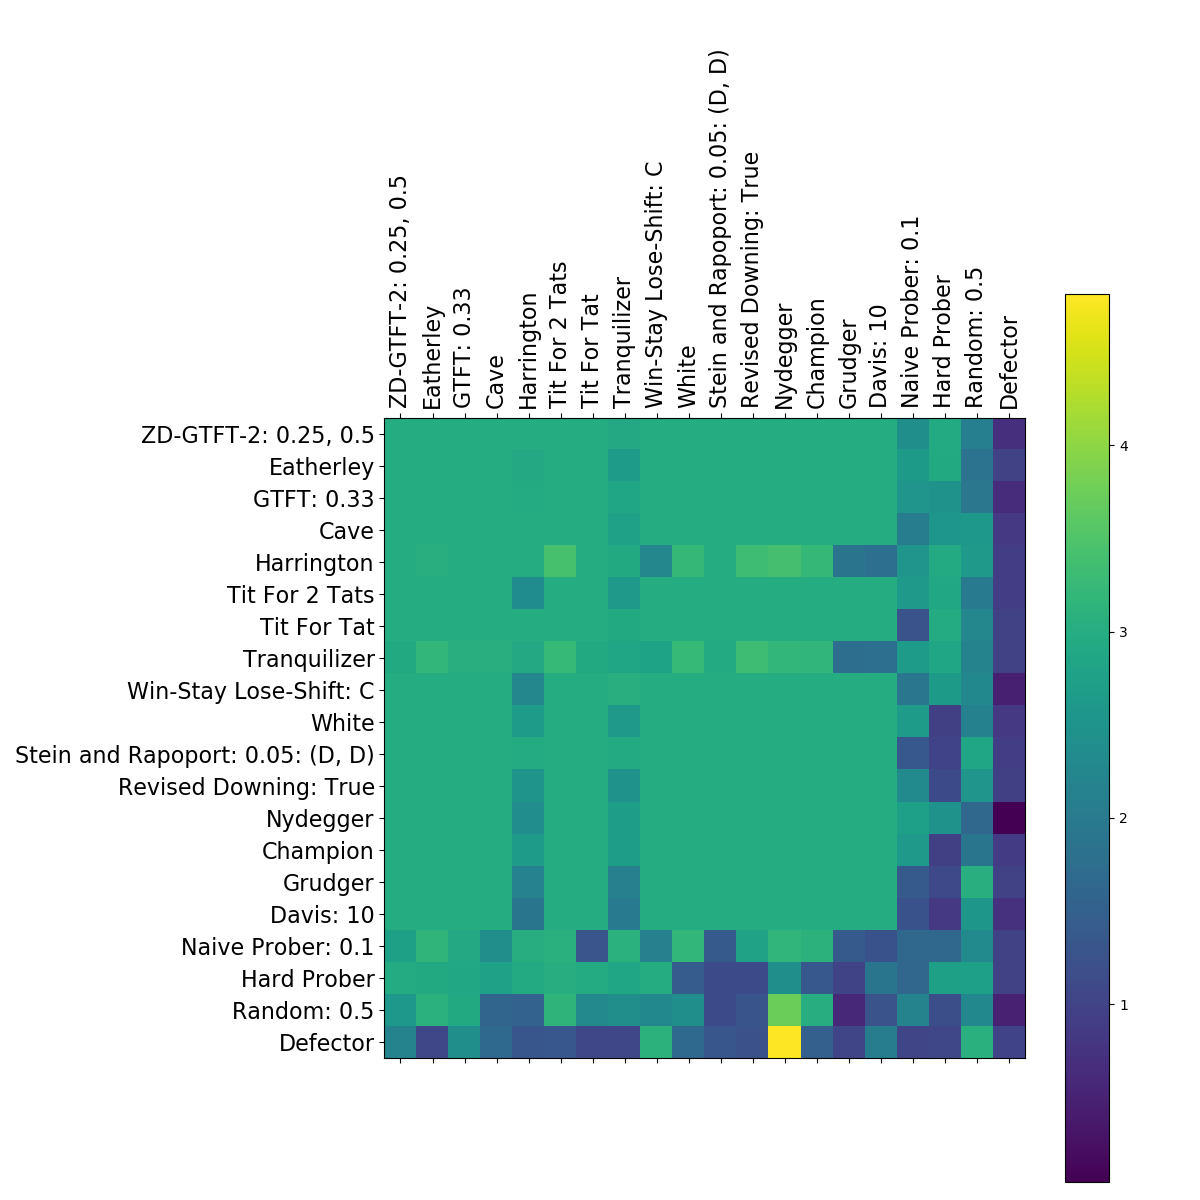 ZD-GTFT-2: 0.25, 0.5
Eatherley
GTFT: 0.33
Cave
Harrington
Tit For 2 Tats
Tit For Tat
Tranquilizer
Win-Stay Lose-Shift: C
White
Stein and Rapoport: 0.05: (D, D)
Revised Downing: True
Nydegger
Champion
Grudger
Davis: 10
Naive Prober: 0.1
Hard Prober
Random: 0.5
Defector
ZD-GTFT-2: 0.25, 0.5
Eatherley
GTFT: 0.33
Cave
Harrington
Tit For 2 Tats
Tit For Tat
Tranquilizer
Win-Stay Lose-Shift: C
White
Stein and Rapoport: 0.05: (D, D)
Revised Downing: True
Nydegger
Champion
Grudger
Davis: 10
Naive Prober: 0.1
Hard Prober
Random: 0.5
Defector
4
3
2
1